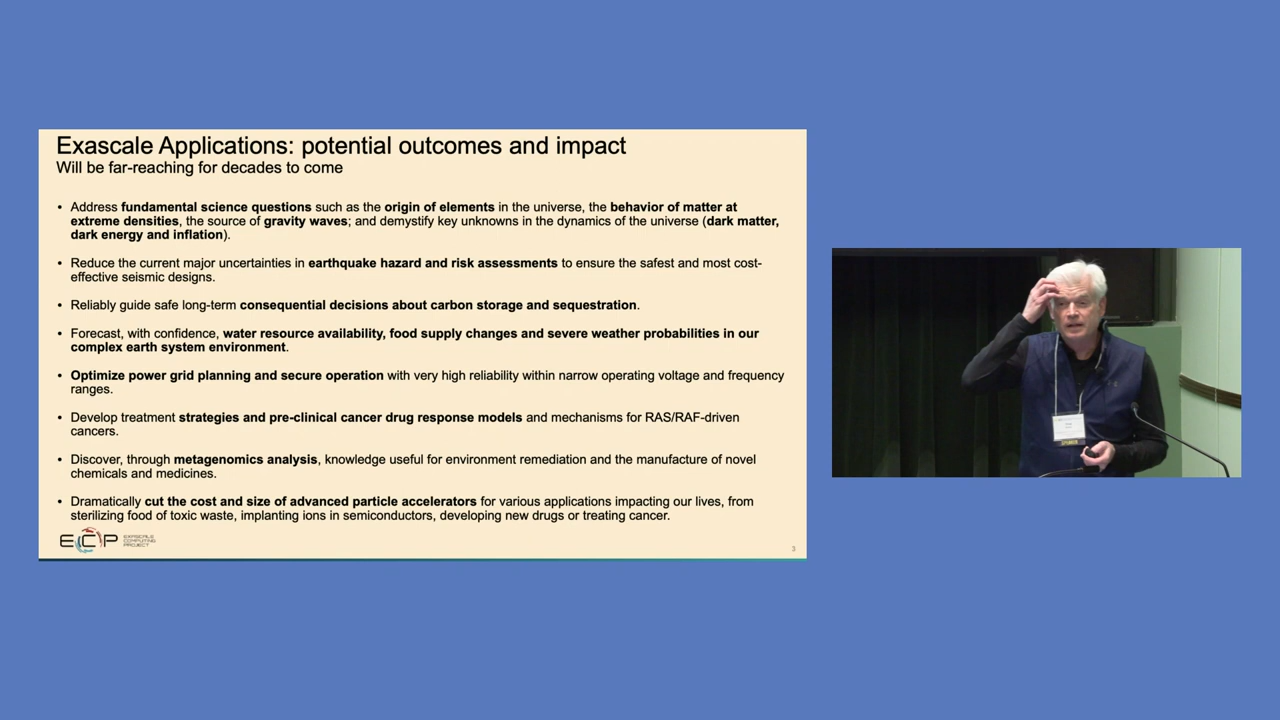 Exascale Applications: potential outcomes and impact
Will be far-reaching for decades to come
• Address fundamental science questions such as the origin of elements in the universe, the behavior of matter at
extreme densities, the source of gravity waves; and demystify key unknowns in the dynamics of the universe (dark matter,
dark energy and inflation).
• Reduce the current major uncertainties in earthquake hazard and risk assessments to ensure the safest and most cost-
effective seismic designs.
• Reliably guide safe long-term consequential decisions about carbon storage and sequestration.
• Forecast, with confidence, water resource availability, food supply changes and severe weather probabilities in our
complex earth system environment.
• Optimize power grid planning and secure operation with very high reliability within narrow operating voltage and frequency
ranges.
• Develop treatment strategies and pre-clinical cancer drug response models and mechanisms for RAS/RAF-driven
cancers.
• Discover, through metagenomics analysis, knowledge useful for environment remediation and the manufacture of novel
chemicals and medicines.
• Dramatically cut the cost and size of advanced particle accelerators for various applications impacting our lives, from
sterilizing food of toxic waste, implanting ions in semiconductors, developing new drugs or treating cancer.
ECP
EXASCALE
COMPUTING
PROJECT
3